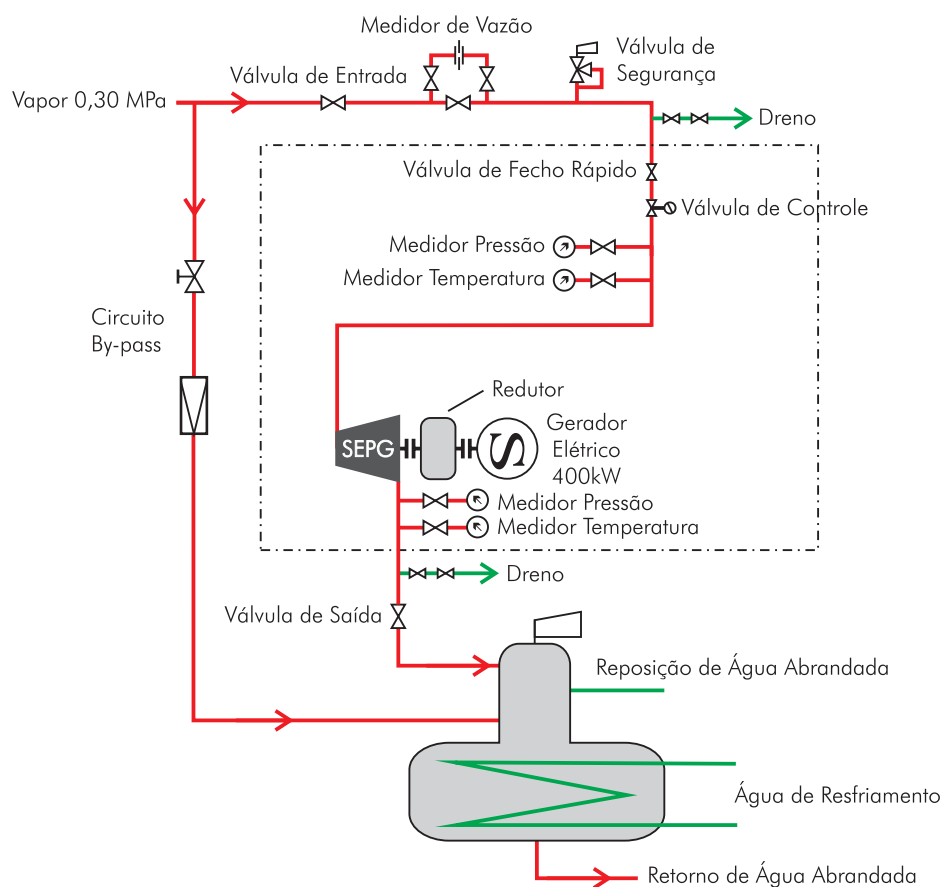 Medidor de Vazão
Válvula de
Segurança
Válvula de Entrada
Vapor 0,30 MPa
Dreno
Válvula de Fecho Rápido
Válvula de Controle
Medidor Pressão
Medidor Temperatura
Circuito
By-pass
Redutor
SEPG
S
Gerador
Elétrico
400kW
Medidor Pressão
Medidor Temperatura
Dreno
Válvula de Saída
Reposição de Água Abrandada
Água de Resfriamento
Retorno de Água Abrandada